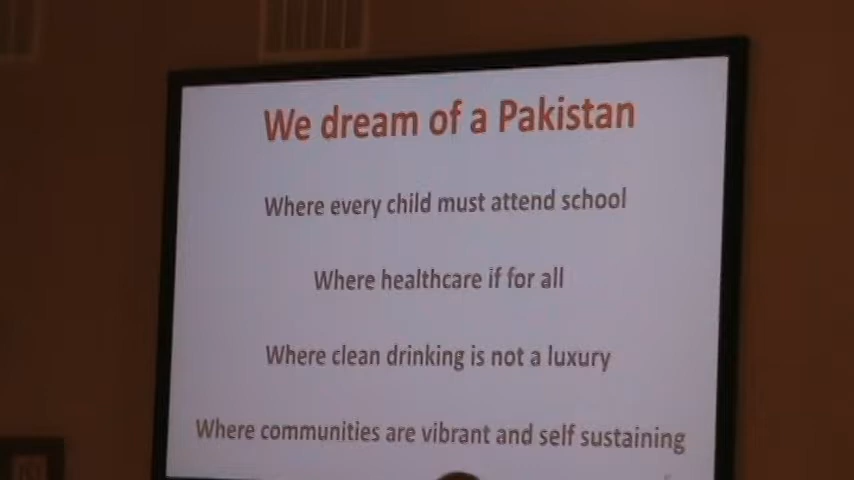 We dream of a Pakistan
Where every child must attend school
Where healthcare if for all
Where clean drinking is not a luxury
Where communities are vibrant and self sustaining